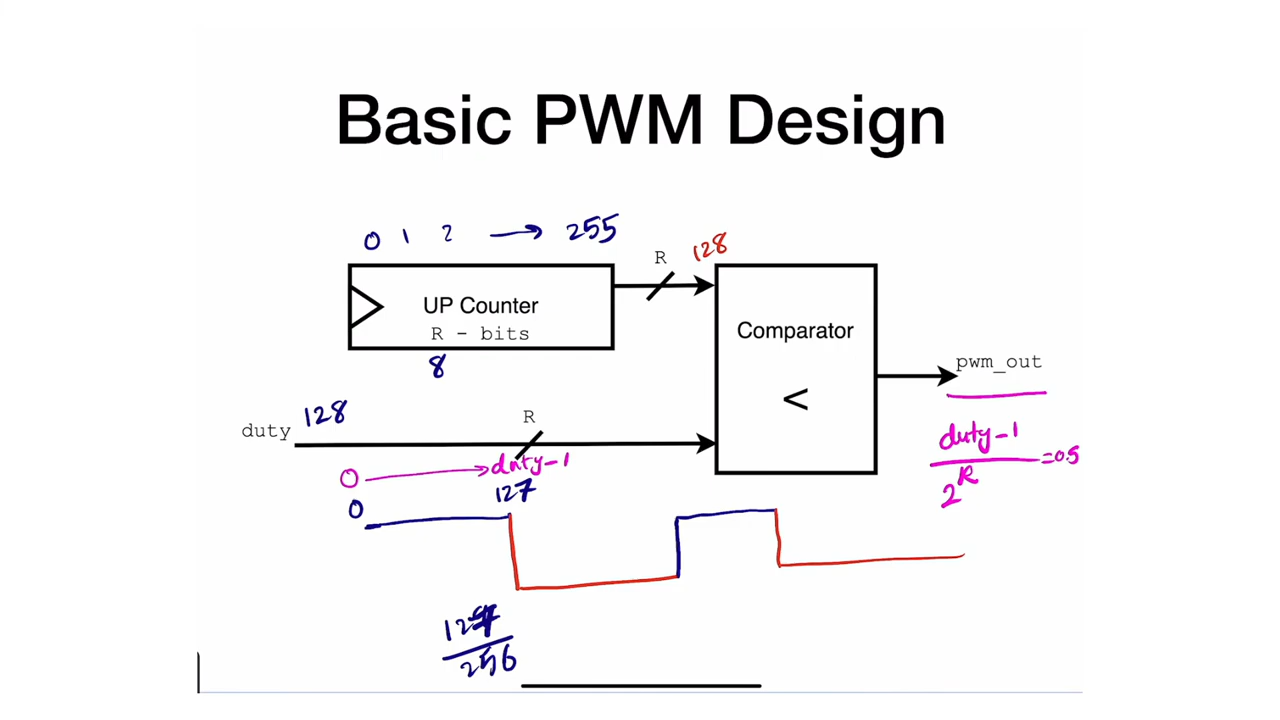 Basic PWM Design
0 1 2 → 255
R
128
UP Counter
R - bits
8
Comparator
<
pwm_out
duty
128
R
0 → duty-1
0
127
duty-1
2^R
=0.5
256